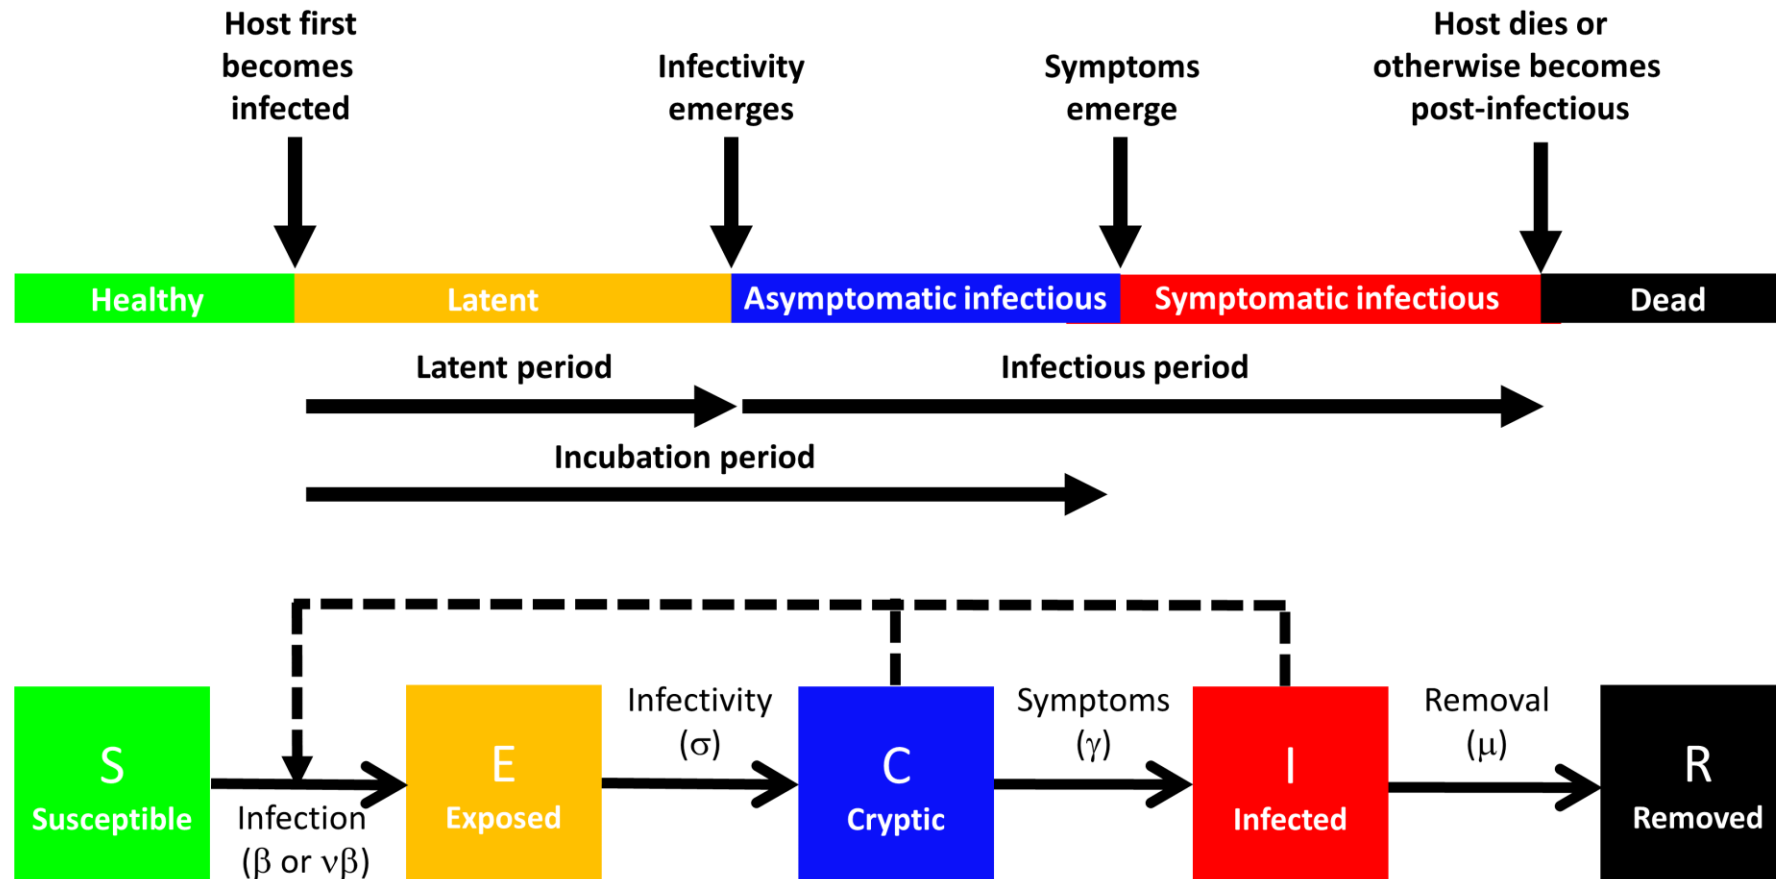 Host first
becomes
infected
Infectivity
emerges
Symptoms
emerge
Host dies or
otherwise becomes
post-infectious
Healthy
Latent
Asymptomatic infectious
Symptomatic infectious
Dead
Latent period
Infectious period
Incubation period
S
Susceptible
Infection
(β or νβ)
E
Exposed
Infectivity
(σ)
C
Cryptic
Symptoms
(γ)
I
Infected
Removal
(μ)
R
Removed